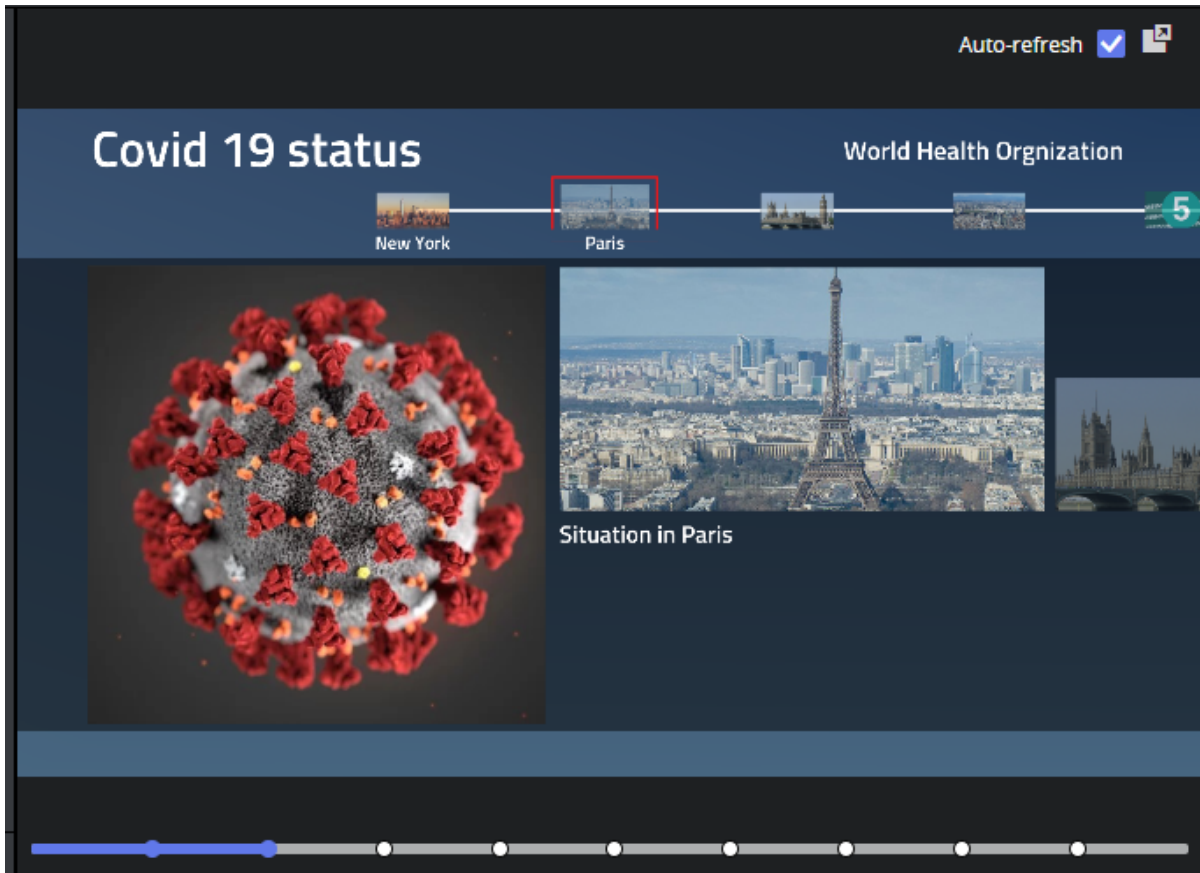 Auto-refresh
Covid 19 status
World Health Orgnization
5
New York
Paris
Situation in Paris